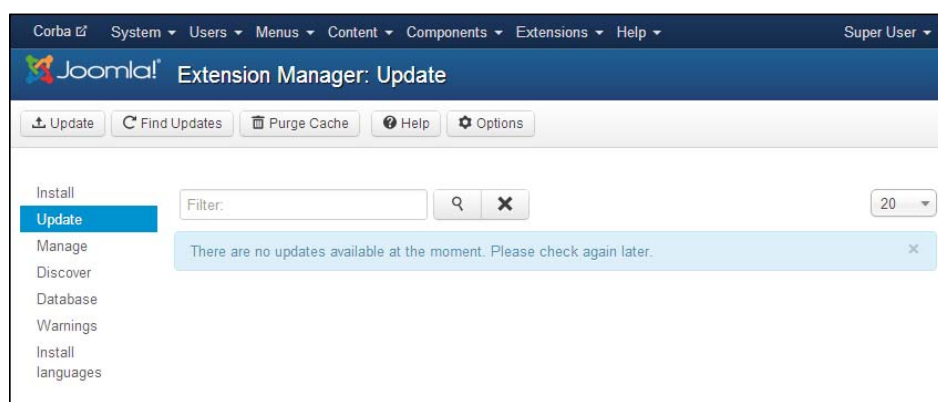 Corba System Users Menus Content Components Extensions Help Super User
Joomla! Extension Manager: Update
Update Find Updates Purge Cache Help Options
Install
Filter:
20
Update
Manage
There are no updates available at the moment. Please check again later.
Discover
Database
Warnings
Install
languages